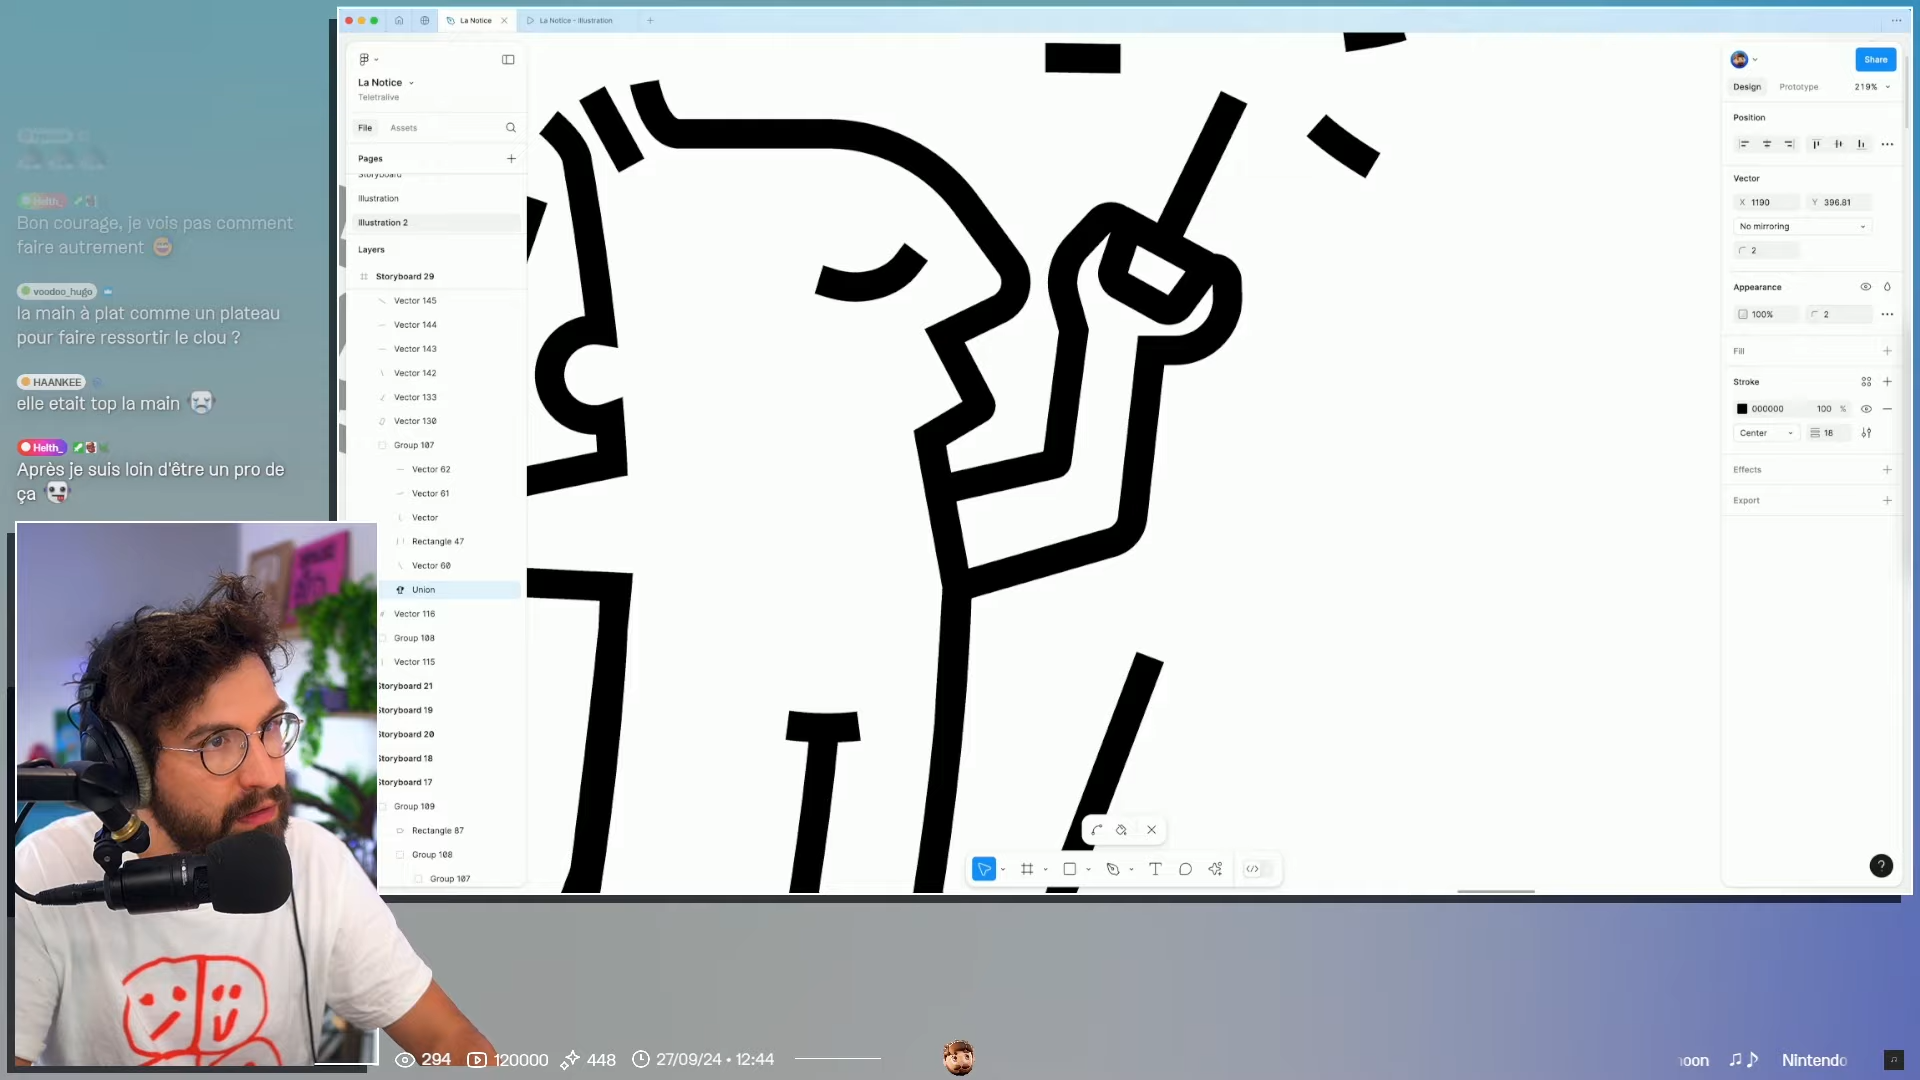 La Notice
La Notice - Illustration
La Notice
Teletralive
File
Assets
Pages
Storyboard
Illustration
Illustration 2
Layers
Storyboard 29
Vector 145
Vector 144
Vector 143
Vector 142
Vector 133
Vector 130
Group 107
Vector 62
Vector 61
Vector
Rectangle 47
Vector 60
Union
Vector 116
Group 108
Vector 115
Storyboard 21
Storyboard 19
Storyboard 20
Storyboard 18
Storyboard 17
Group 109
Rectangle 87
Group 108
Group 107
Share
Design
Prototype
219%
Position
Vector
X 1190
Y 396.81
No mirroring
2
Appearance
100%
2
Fill
Stroke
000000
100 %
Center
18
Effects
Export
?
Helth_
Bon courage, je vois pas comment
faire autrement
voodoo_hugo
la main à plat comme un plateau
pour faire ressortir le clou ?
HAANKEE
elle etait top la main
Helth_
Après je suis loin d'être un pro de
ça
294
120000
448
27/09/24 • 12:44
Nintendo